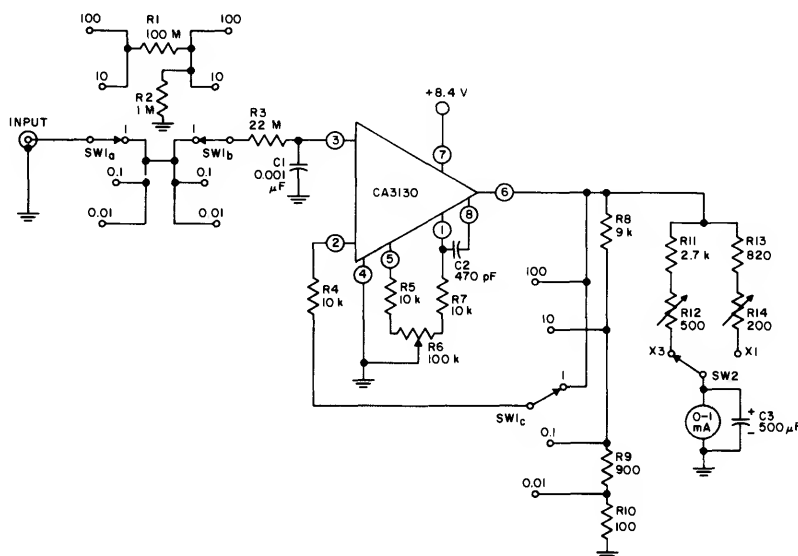 100
R1
100 M
100
10
R2
1 M
10
+8.4 V
INPUT
SW1a
1
1
SW1b
R3
22 M
0.1
0.1
0.01
0.01
C1
0.001
μF
3
7
CA3130
6
8
1
2
5
4
C2
470 pF
R4
10 k
R5
10 k
R7
10 k
R6
100 k
R8
9 k
100
10
1
SW1c
0.1
0.01
R9
900
R10
100
R11
2.7 k
R13
820
R12
500
R14
200
X3
X1
SW2
0-1
mA
+
−
C3
500 μF